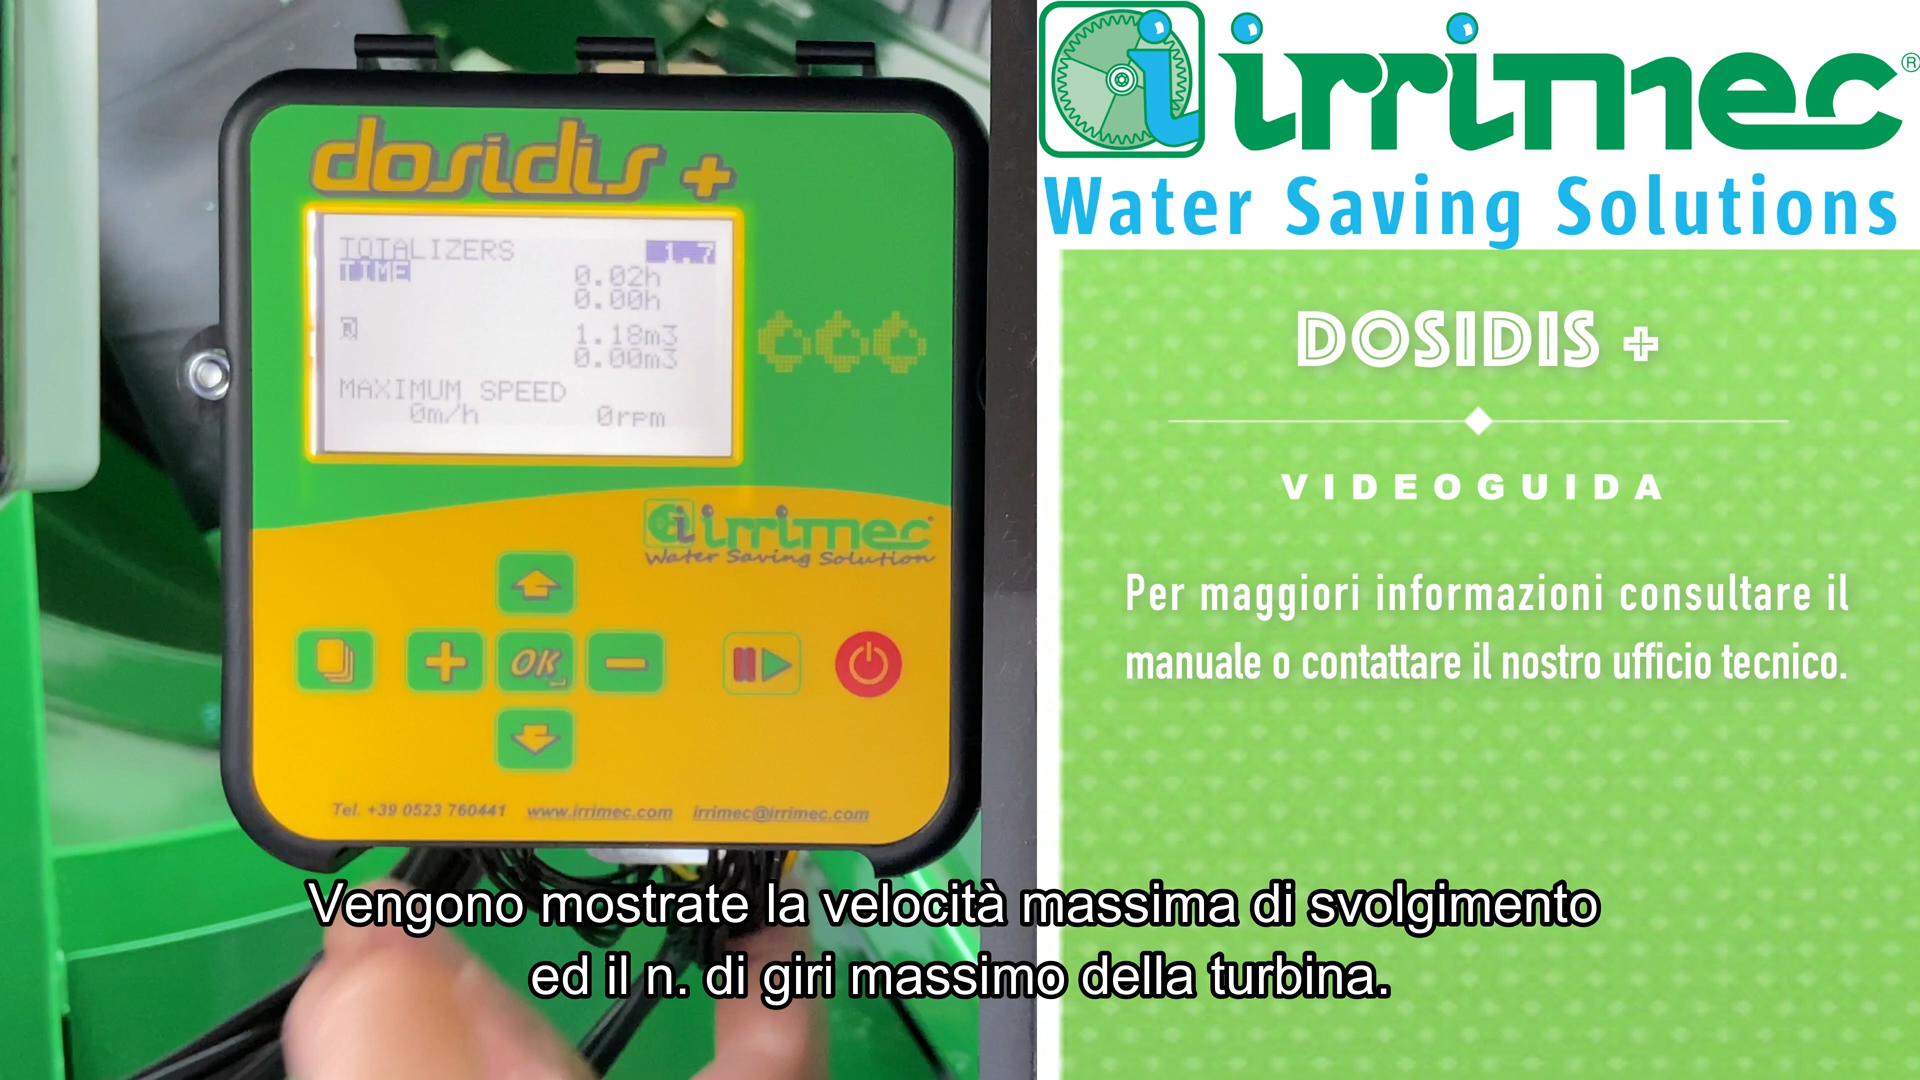 dosidis +
TOTALIZERS 1.7
TIME 0.02h
0.00h
Q 1.18m3
0.00m3
MAXIMUM SPEED
0m/h 0rpm
irrimec
Water Saving Solution
OK
Tel. +39 0523 760441 www.irrimec.com irrimec@irrimec.com
irrimec®
Water Saving Solutions
DOSIDIS +
VIDEOGUIDA
Per maggiori informazioni consultare il
manuale o contattare il nostro ufficio tecnico.
Vengono mostrate la velocità massima di svolgimento
ed il n. di giri massimo della turbina.